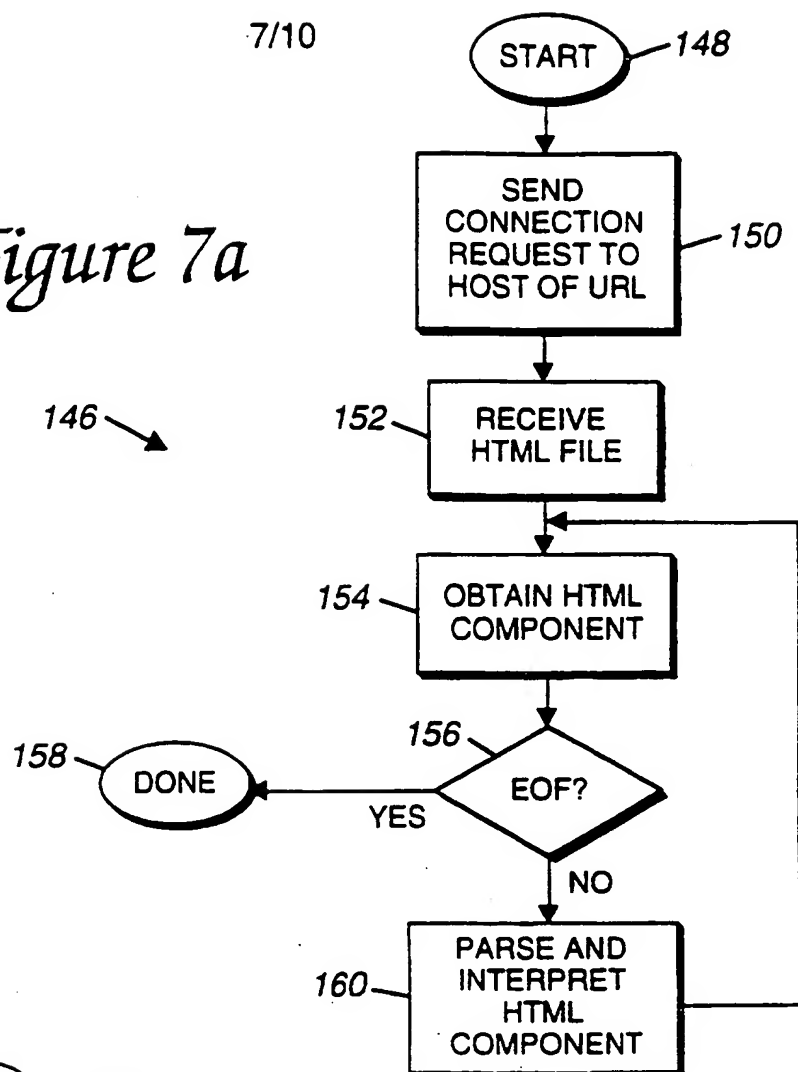 7/10
START
148
SEND
CONNECTION
REQUEST TO
HOST OF URL
150
igure 7a
146
152
RECEIVE
HTML FILE
154
OBTAIN HTML
COMPONENT
156
EOF?
158
DONE
YES
NO
160
PARSE AND
INTERPRET
HTML
COMPONENT